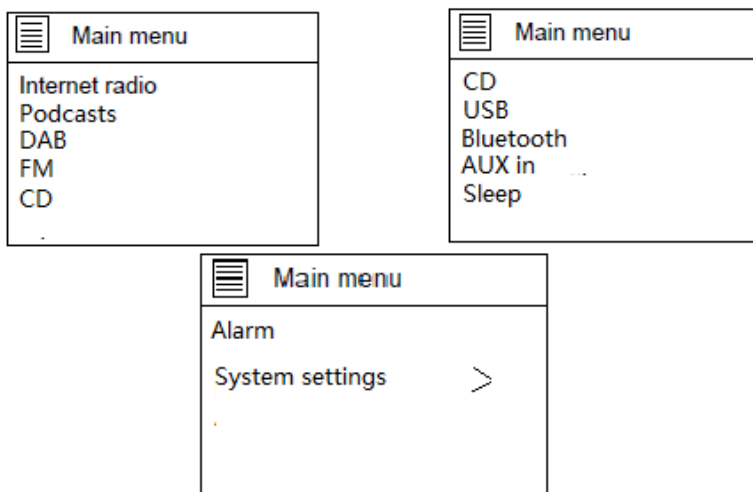 Main menu
Internet radio
Podcasts
DAB
FM
CD
Main menu
CD
USB
Bluetooth
AUX in
Sleep
Main menu
Alarm
System settings >